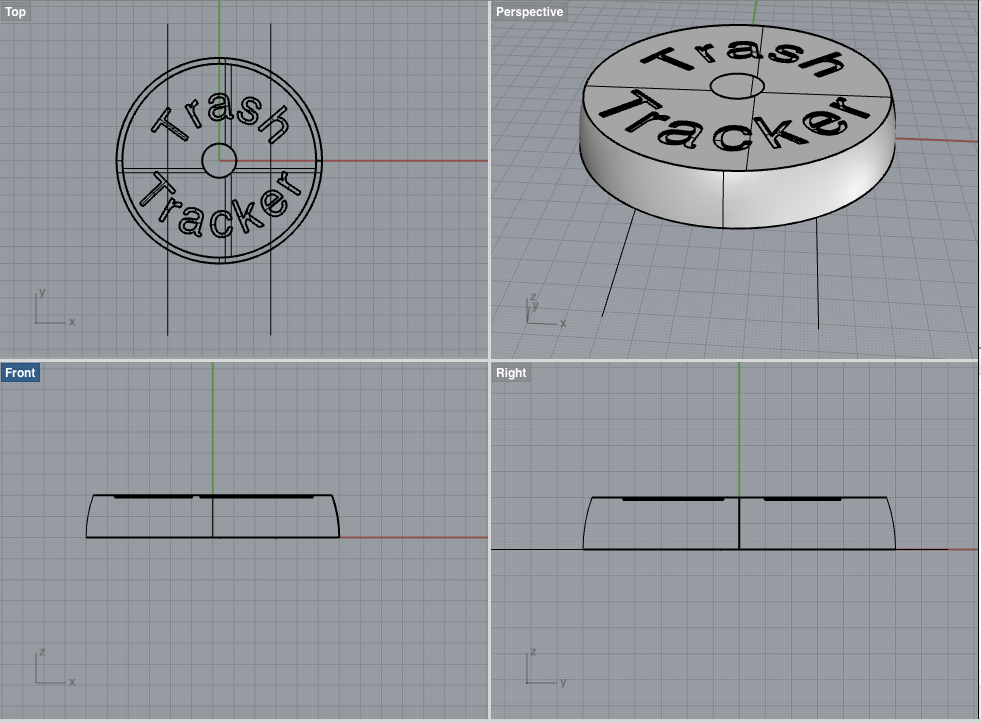 Top
Trash
Tracker
y
x
Perspective
Trash
Tracker
z
y
x
Front
z
x
Right
z
y